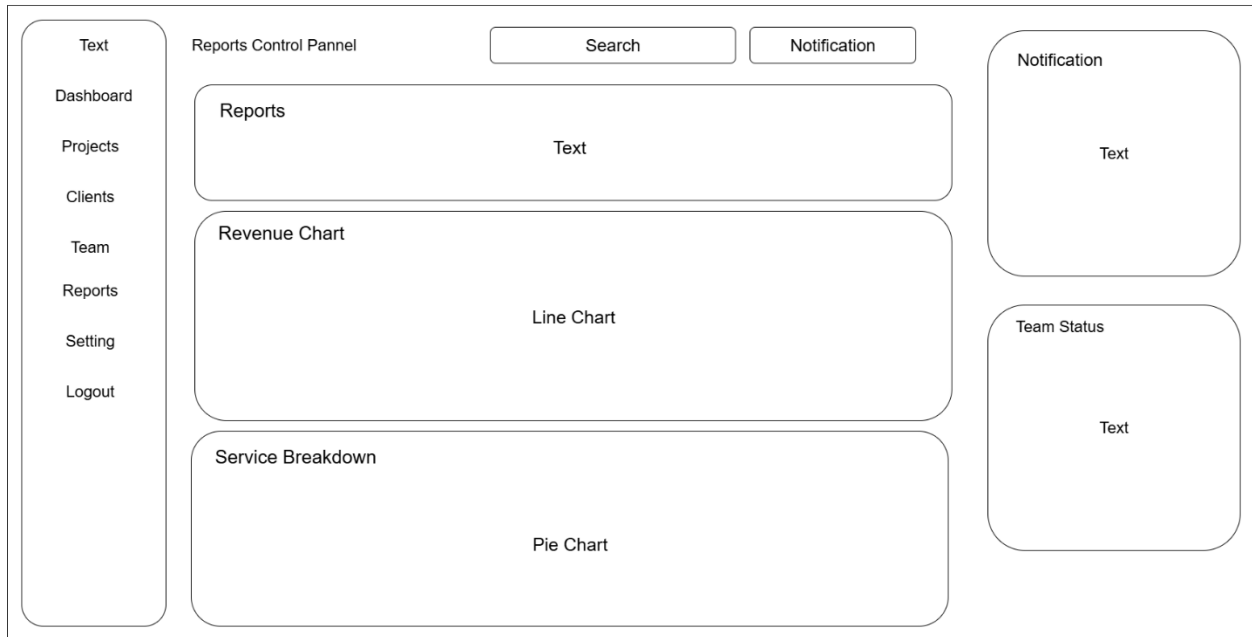 Text
Dashboard
Projects
Clients
Team
Reports
Setting
Logout
Reports Control Pannel
Search
Notification
Reports
Text
Revenue Chart
Line Chart
Service Breakdown
Pie Chart
Notification
Text
Team Status
Text